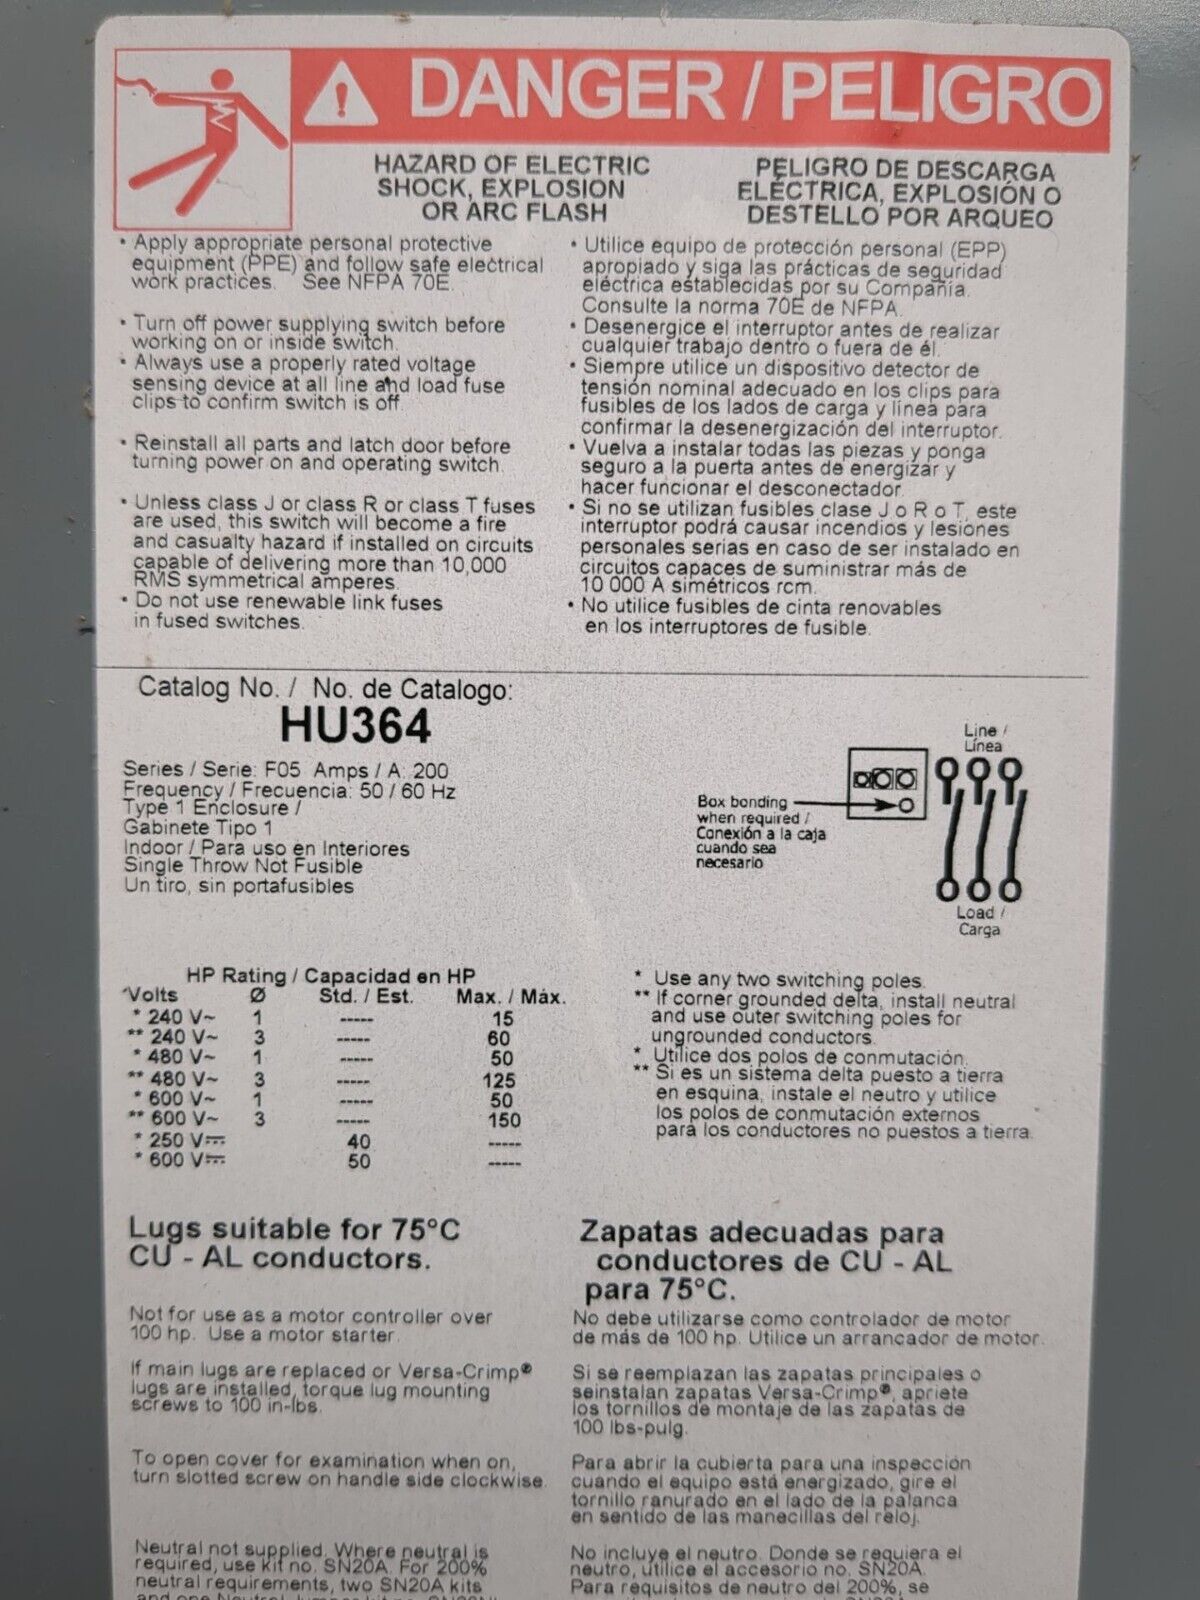 DANGER / PELIGRO
HAZARD OF ELECTRIC
SHOCK, EXPLOSION
OR ARC FLASH
PELIGRO DE DESCARGA
ELÉCTRICA, EXPLOSIÓN O
DESTELLO POR ARQUEO
• Apply appropriate personal protective
equipment (PPE) and follow safe electrical
work practices. See NFPA 70E.
• Turn off power supplying switch before
working on or inside switch.
• Always use a properly rated voltage
sensing device at all line and load fuse
clips to confirm switch is off.
• Reinstall all parts and latch door before
turning power on and operating switch.
• Unless class J or class R or class T fuses
are used, this switch will become a fire
and casualty hazard if installed on circuits
capable of delivering more than 10,000
RMS symmetrical amperes.
• Do not use renewable link fuses
in fused switches.
• Utilice equipo de protección personal (EPP)
apropiado y siga las prácticas de seguridad
eléctrica establecidas por su Compañía.
Consulte la norma 70E de NFPA.
• Desenergice el interruptor antes de realizar
cualquier trabajo dentro o fuera de él.
• Siempre utilice un dispositivo detector de
tensión nominal adecuado en los clips para
fusibles de los lados de carga y línea para
confirmar la desenergización del interruptor.
• Vuelva a instalar todas las piezas y ponga
seguro a la puerta antes de energizar y
hacer funcionar el desconectador.
• Si no se utilizan fusibles clase J o R o T, este
interruptor podrá causar incendios y lesiones
personales serias en caso de ser instalado en
circuitos capaces de suministrar más de
10 000 A simétricos rcm.
• No utilice fusibles de cinta renovables
en los interruptores de fusible.
Catalog No. / No. de Catalogo:
HU364
Series / Serie: F05 Amps / A: 200
Frequency / Frecuencia: 50 / 60 Hz
Type 1 Enclosure /
Gabinete Tipo 1
Indoor / Para uso en Interiores
Single Throw Not Fusible
Un tiro, sin portafusibles
Box bonding
when required /
Conexión a la caja
cuando sea
necesario
Line /
Línea
Load /
Carga
HP Rating / Capacidad en HP
Volts Ø Std. / Est. Max. / Máx.
* 240 V~ 1 ----- 15
** 240 V~ 3 ----- 60
* 480 V~ 1 ----- 50
** 480 V~ 3 ----- 125
* 600 V~ 1 ----- 50
** 600 V~ 3 ----- 150
* 250 V⎓ 40 -----
* 600 V⎓ 50 -----
* Use any two switching poles.
** If corner grounded delta, install neutral
and use outer switching poles for
ungrounded conductors.
* Utilice dos polos de conmutación.
** Si es un sistema delta puesto a tierra
en esquina, instale el neutro y utilice
los polos de conmutación externos
para los conductores no puestos a tierra.
Lugs suitable for 75°C
CU - AL conductors.
Zapatas adecuadas para
conductores de CU - AL
para 75°C.
Not for use as a motor controller over
100 hp. Use a motor starter.
If main lugs are replaced or Versa-Crimp®
lugs are installed, torque lug mounting
screws to 100 in-lbs.
To open cover for examination when on,
turn slotted screw on handle side clockwise.
Neutral not supplied. Where neutral is
required, use kit no. SN20A. For 200%
neutral requirements, two SN20A kits
and one Neutral
No debe utilizarse como controlador de motor
de más de 100 hp. Utilice un arrancador de motor.
Si se reemplazan las zapatas principales o
seinstalan zapatas Versa-Crimp®, apriete
los tornillos de montaje de las zapatas de
100 lbs-pulg.
Para abrir la cubierta para una inspección
cuando el equipo está energizado, gire el
tornillo ranurado en el lado de la palanca
en sentido de las manecillas del reloj.
No incluye el neutro. Donde se requiera el
neutro, utilice el accesorio no. SN20A.
Para requisitos de neutro del 200%, se